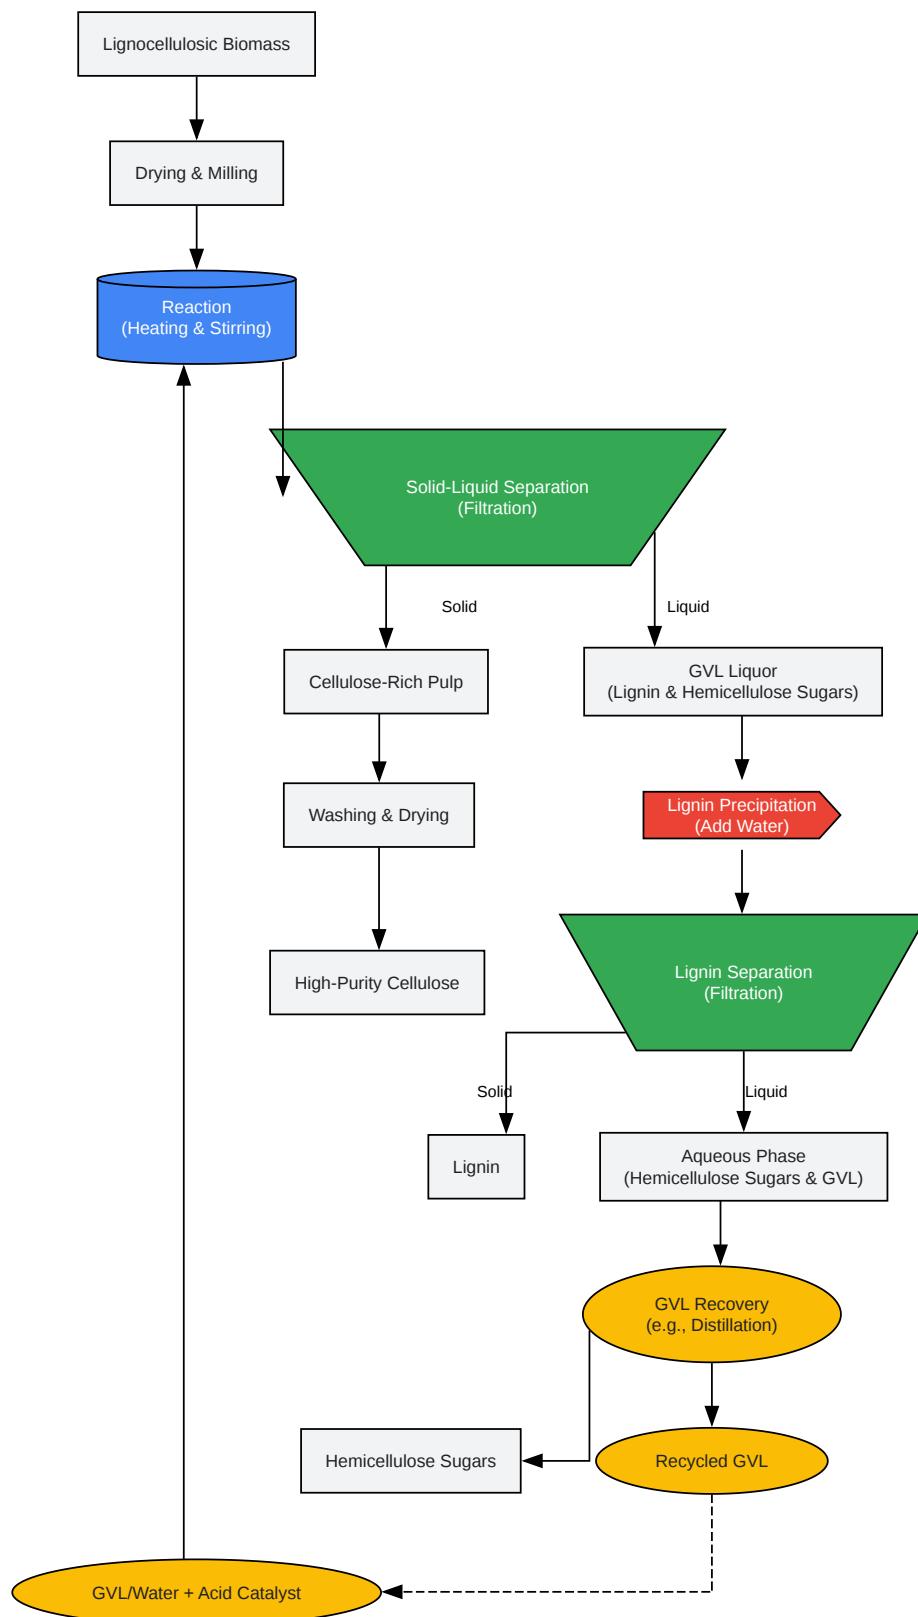 Lignocellulosic Biomass
Drying & Milling
Reaction
(Heating & Stirring)
Solid-Liquid Separation
(Filtration)
Solid
Liquid
Cellulose-Rich Pulp
GVL Liquor
(Lignin & Hemicellulose Sugars)
Washing & Drying
Lignin Precipitation
(Add Water)
High-Purity Cellulose
Lignin Separation
(Filtration)
Solid
Liquid
Lignin
Aqueous Phase
(Hemicellulose Sugars & GVL)
GVL Recovery
(e.g., Distillation)
Hemicellulose Sugars
Recycled GVL
GVL/Water + Acid Catalyst